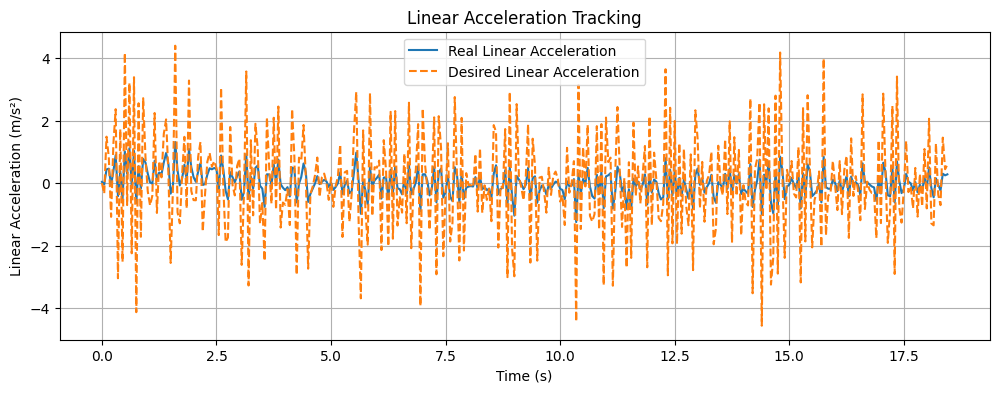 Linear Acceleration Tracking
Real Linear Acceleration
Desired Linear Acceleration
Linear Acceleration (m/s²)
4
2
0
−2
−4
0.0 2.5 5.0 7.5 10.0 12.5 15.0 17.5
Time (s)